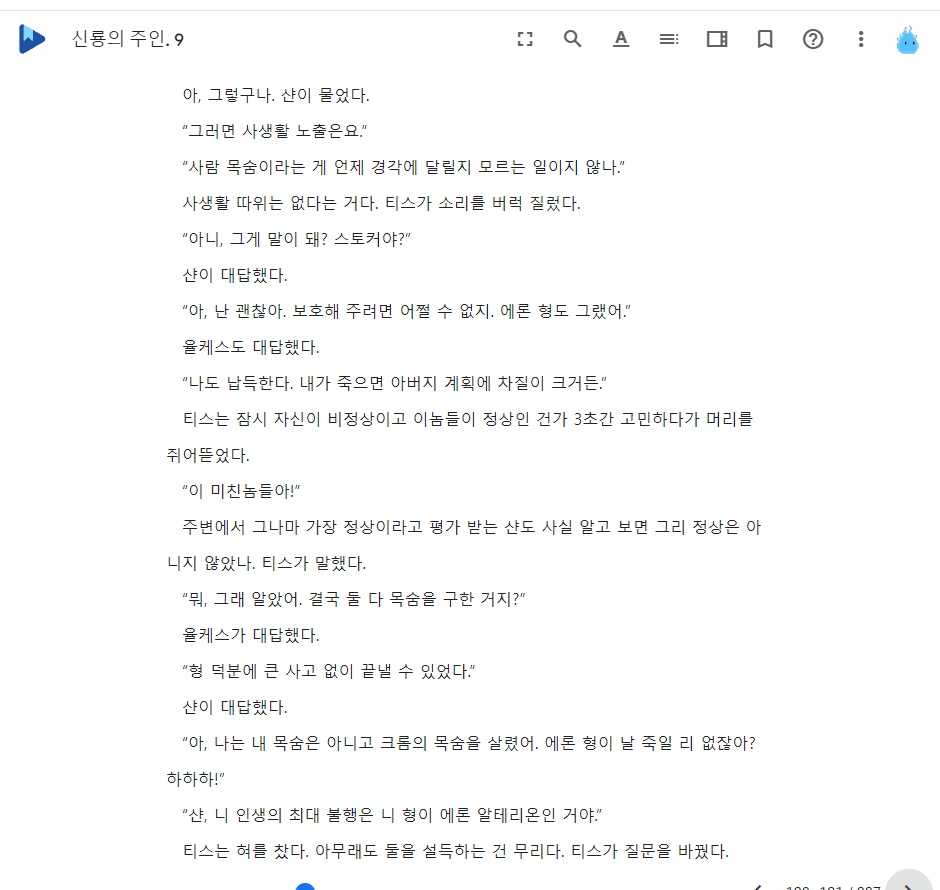 신룡의 주인. 9
아, 그렇구나. 샨이 물었다.
“그러면 사생활 노출은요.”
“사람 목숨이라는 게 언제 경각에 달릴지 모르는 일이지 않나.”
사생활 따위는 없다는 거다. 티스가 소리를 버럭 질렀다.
“아니, 그게 말이 돼? 스토커야?”
샨이 대답했다.
“아, 난 괜찮아. 보호해 주려면 어쩔 수 없지. 에론 형도 그랬어.”
율케스도 대답했다.
“나도 납득한다. 내가 죽으면 아버지 계획에 차질이 크거든.”
티스는 잠시 자신이 비정상이고 이놈들이 정상인 건가 3초간 고민하다가 머리를
쥐어뜯었다.
“이 미친놈들아!”
주변에서 그나마 가장 정상이라고 평가 받는 샨도 사실 알고 보면 그리 정상은 아
니지 않았나. 티스가 말했다.
“뭐, 그래 알았어. 결국 둘 다 목숨을 구한 거지?”
율케스가 대답했다.
“형 덕분에 큰 사고 없이 끝낼 수 있었다.”
샨이 대답했다.
“아, 나는 내 목숨은 아니고 크롬의 목숨을 살렸어. 에론 형이 날 죽일 리 없잖아?
하하하!”
“샨, 니 인생의 최대 불행은 니 형이 에론 알테리온인 거야.”
티스는 혀를 찼다. 아무래도 둘을 설득하는 건 무리다. 티스가 질문을 바꿨다.